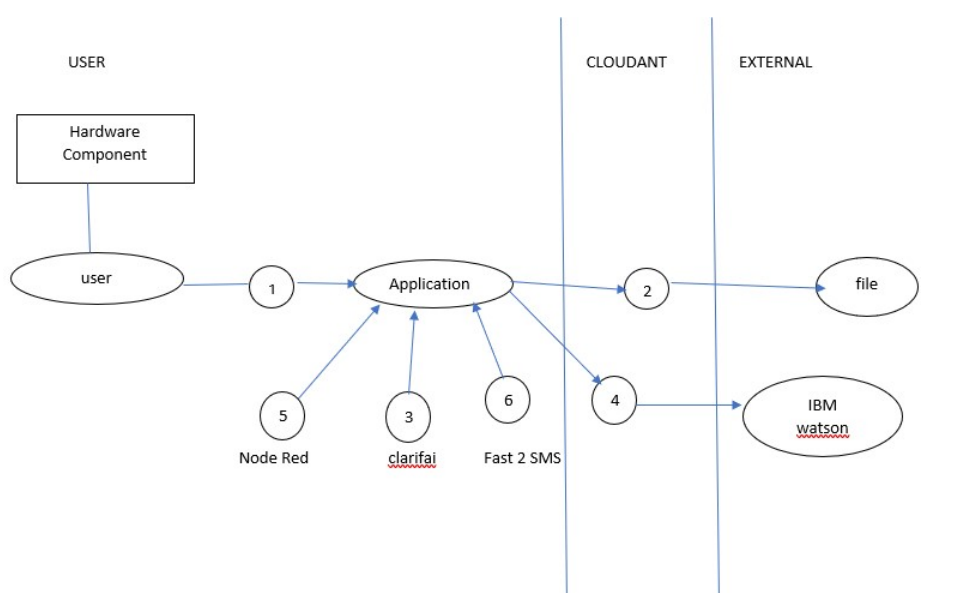 USER
CLOUDANT
EXTERNAL
Hardware
Component
user
1
Application
2
file
5
3
6
4
IBM
watson
Node Red
clarifai
Fast 2 SMS